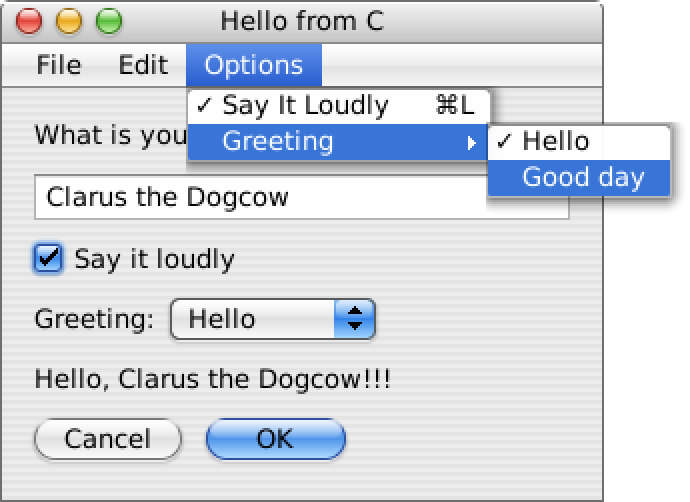 Hello from C
File Edit Options
✓ Say It Loudly ⌘L
What is you
Greeting
✓ Hello
Good day
Clarus the Dogcow
Say it loudly
Greeting: Hello
Hello, Clarus the Dogcow!!!
Cancel OK